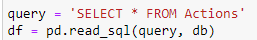 query = 'SELECT * FROM Actions'
df = pd.read_sql(query, db)